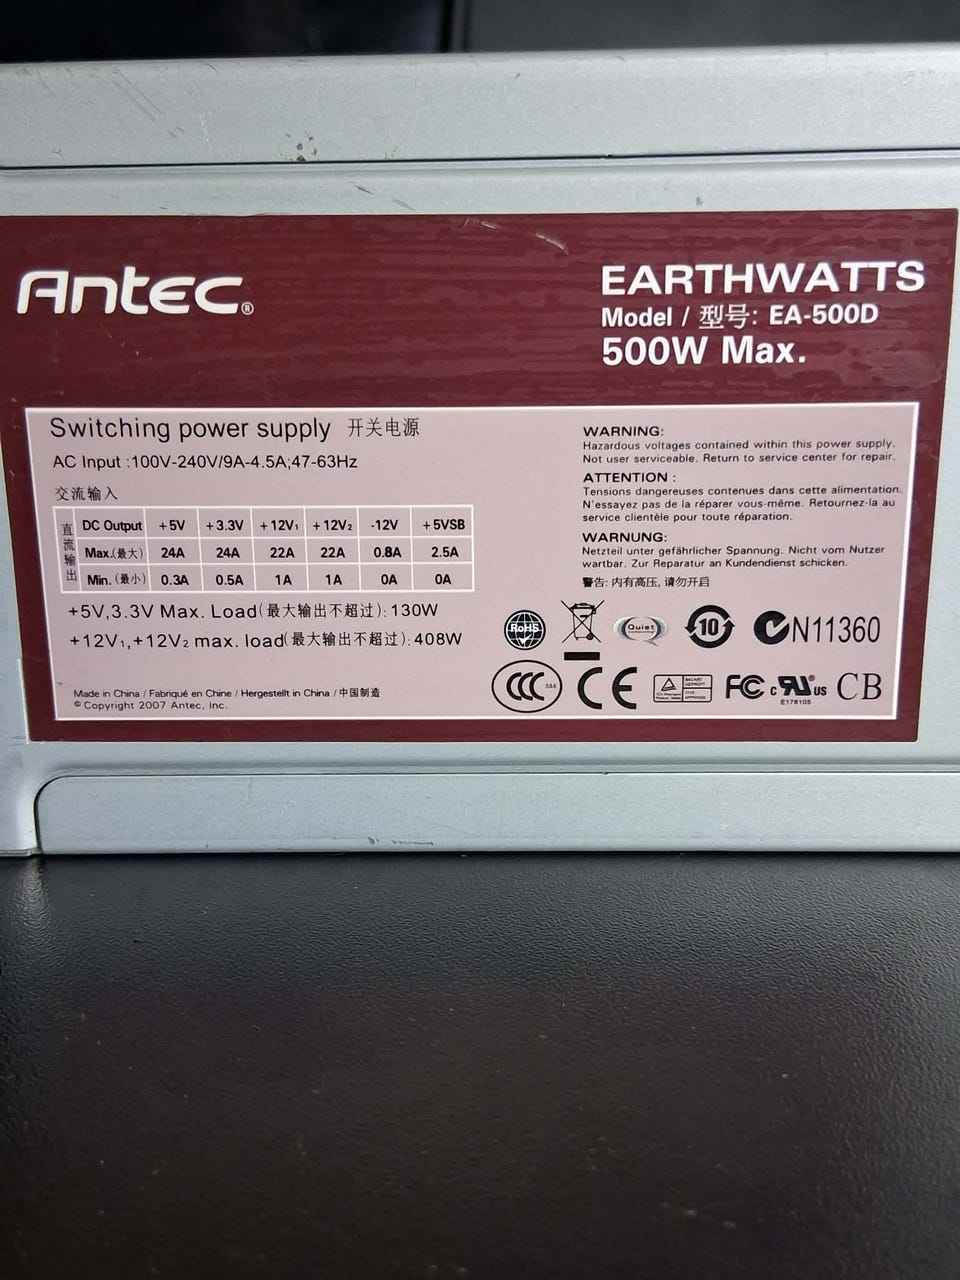 Antec®
EARTHWATTS
Model / 型号: EA-500D
500W Max.
Switching power supply 开关电源
AC Input :100V-240V/9A-4.5A;47-63Hz
交流输入
直流输出
DC Output +5V +3.3V +12V₁ +12V₂ -12V +5VSB
Max.(最大) 24A 24A 22A 22A 0.8A 2.5A
Min. (最小) 0.3A 0.5A 1A 1A 0A 0A
+5V,3.3V Max. Load(最大输出不超过): 130W
+12V₁,+12V₂ max. load(最大输出不超过): 408W
Made in China / Fabriqué en Chine / Hergestellt in China / 中国制造
© Copyright 2007 Antec, Inc.
WARNING:
Hazardous voltages contained within this power supply.
Not user serviceable. Return to service center for repair.
ATTENTION :
Tensions dangereuses contenues dans cette alimentation.
N'essayez pas de la réparer vous-même. Retournez-la au
service clientèle pour toute réparation.
WARNUNG:
Netzteil unter gefährlicher Spannung. Nicht vom Nutzer
wartbar. Zur Reparatur an Kundendienst schicken.
警告: 内有高压, 请勿开启
RoHS Quiet 10 N11360
CCC S&E CE FC c RU® US CB
E178105